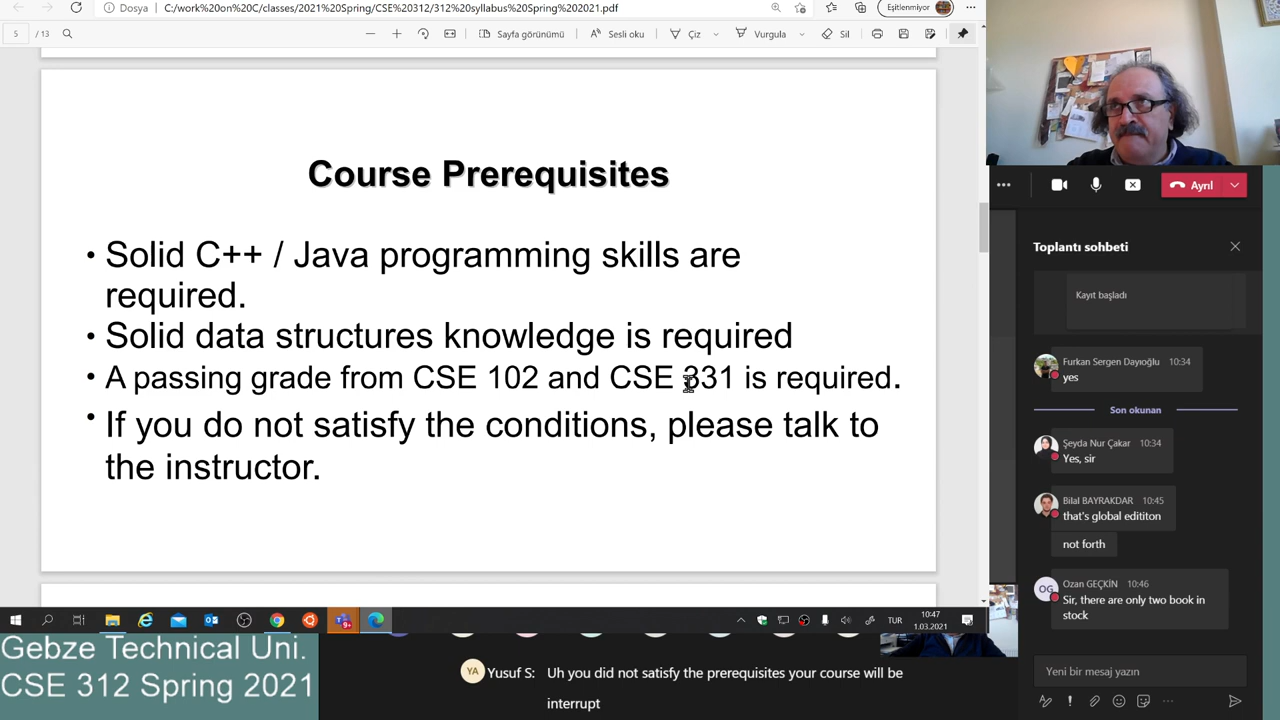 Dosya
C:/work%20on%20C/classes/2021%20Spring/CSE%20312/312%20syllabus%20Spring%202021.pdf
Eşitlenmiyor
5 / 13
Sayfa görünümü
Sesli oku
Çiz
Vurgula
Sil
Course Prerequisites
• Solid C++ / Java programming skills are
required.
• Solid data structures knowledge is required
• A passing grade from CSE 102 and CSE 331 is required.
• If you do not satisfy the conditions, please talk to
the instructor.
Ayrıl
Toplantı sohbeti
Kayıt başladı
Furkan Sergen Dayıoğlu 10:34
yes
Son okunan
Şeyda Nur Çakar 10:34
Yes, sir
Bilal BAYRAKDAR 10:45
that's global edititon
not forth
OG
Ozan GEÇKİN 10:46
Sir, there are only two book in
stock
Yeni bir mesaj yazın
TUR
10:47
1.03.2021
Gebze Technical Uni.
CSE 312 Spring 2021
YA
Yusuf S: Uh you did not satisfy the prerequisites your course will be
interrupt